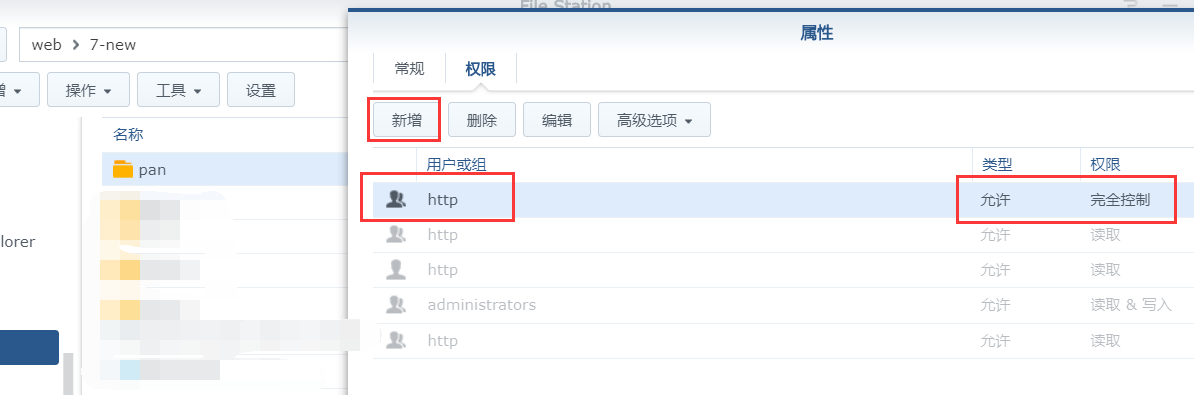 File Station
web > 7-new
属性
常规 权限
操作 工具 设置
新增 删除 编辑 高级选项
名称
用户或组 类型 权限
pan
http 允许 完全控制
http 允许 读取
lorer
http 允许 读取
administrators 允许 读取 & 写入
http 允许 读取